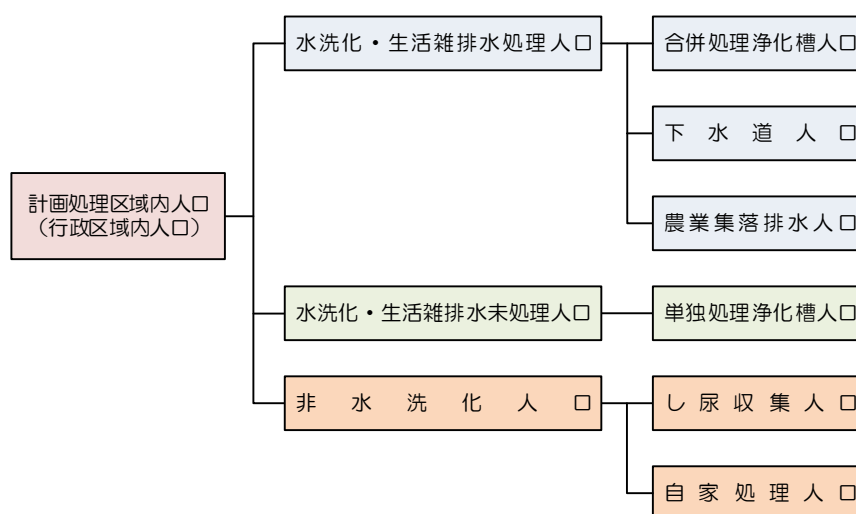 水洗化・生活雑排水処理人口
合併処理浄化槽人口
下水道人口
農業集落排水人口
計画処理区域内人口
（行政区域内人口）
水洗化・生活雑排水未処理人口
単独処理浄化槽人口
非水洗化人口
し尿収集人口
自家処理人口